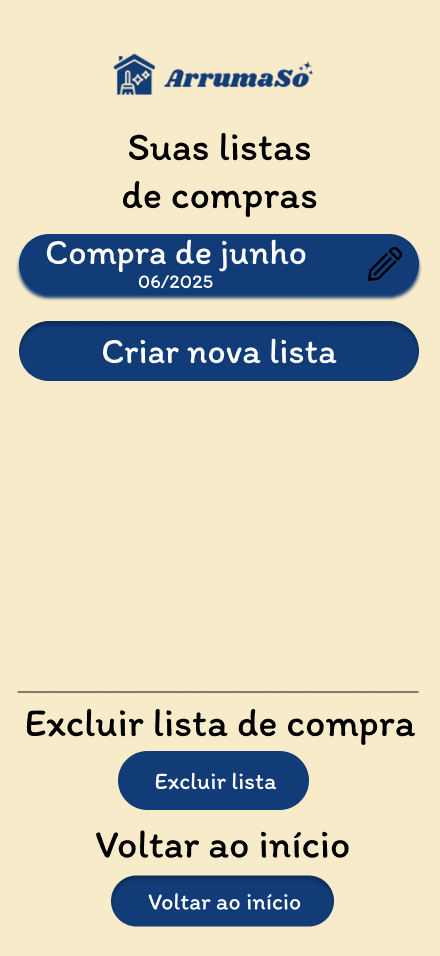 ArrumaSó
Suas listas
de compras
Compra de junho
06/2025
Criar nova lista
Excluir lista de compra
Excluir lista
Voltar ao início
Voltar ao início